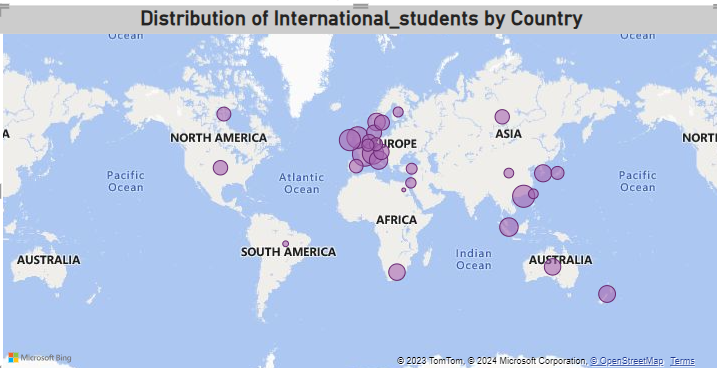 Distribution of International_students by Country
Ocean
Ocean
A
NORTH AMERICA
EUROPE
ASIA
NORTH
Pacific
Ocean
Atlantic
Ocean
Pacific
Ocean
AFRICA
SOUTH AMERICA
Indian
Ocean
AUSTRALIA
AUSTRALIA
Microsoft Bing
© 2023 TomTom, © 2024 Microsoft Corporation, © OpenStreetMap Terms